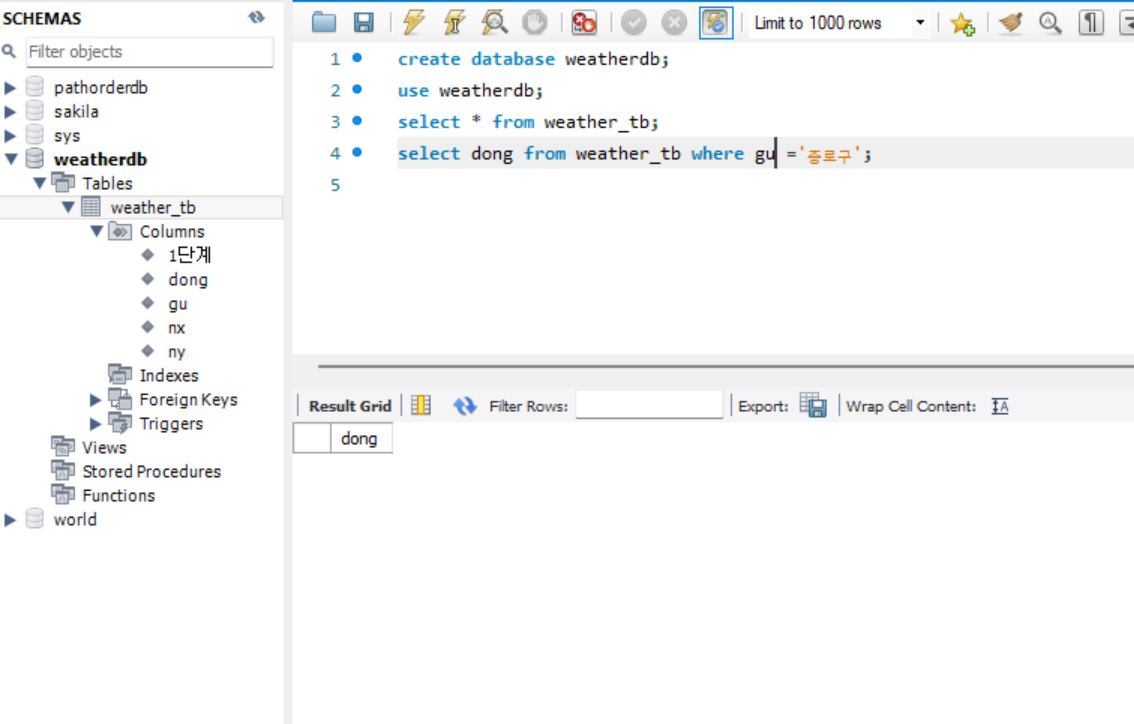 SCHEMAS
Filter objects
pathorderdb
sakila
sys
weatherdb
Tables
weather_tb
Columns
1단계
dong
gu
nx
ny
Indexes
Foreign Keys
Triggers
Views
Stored Procedures
Functions
world
Limit to 1000 rows
1 create database weatherdb;
2 use weatherdb;
3 select * from weather_tb;
4 select dong from weather_tb where gu ='종로구';
5
Result Grid Filter Rows: Export: Wrap Cell Content:
dong